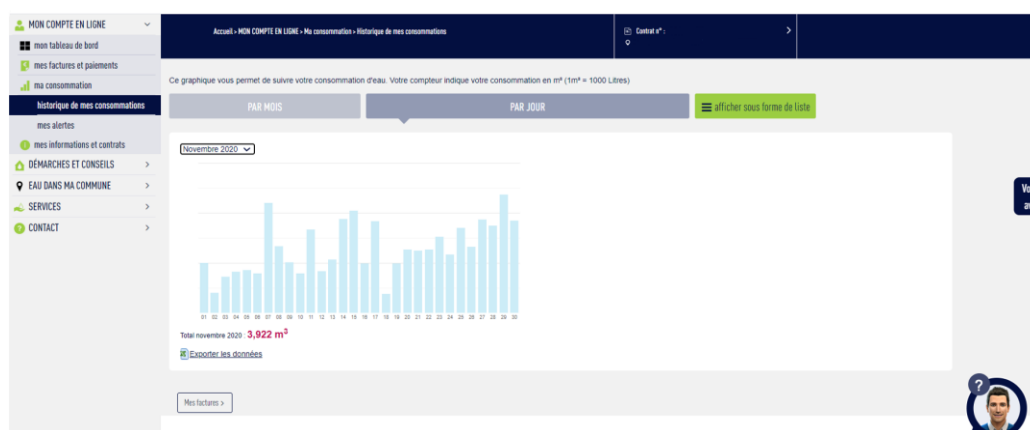 MON COMPTE EN LIGNE
mon tableau de bord
mes factures et paiements
ma consommation
historique de mes consommations
mes alertes
mes informations et contrats
DÉMARCHES ET CONSEILS
EAU DANS MA COMMUNE
SERVICES
CONTACT
Accueil > MON COMPTE EN LIGNE > Ma consommation > Historique de mes consommations
Contrat n° :
Ce graphique vous permet de suivre votre consommation d'eau. Votre compteur indique votre consommation en m³ (1m³ = 1000 Litres)
PAR MOIS
PAR JOUR
afficher sous forme de liste
Novembre 2020
01 02 03 04 05 06 07 08 09 10 11 12 13 14 15 16 17 18 19 20 21 22 23 24 25 26 27 28 29 30
Total novembre 2020 : 3,922 m³
Exporter les données
Mes factures >
Vo
av
?